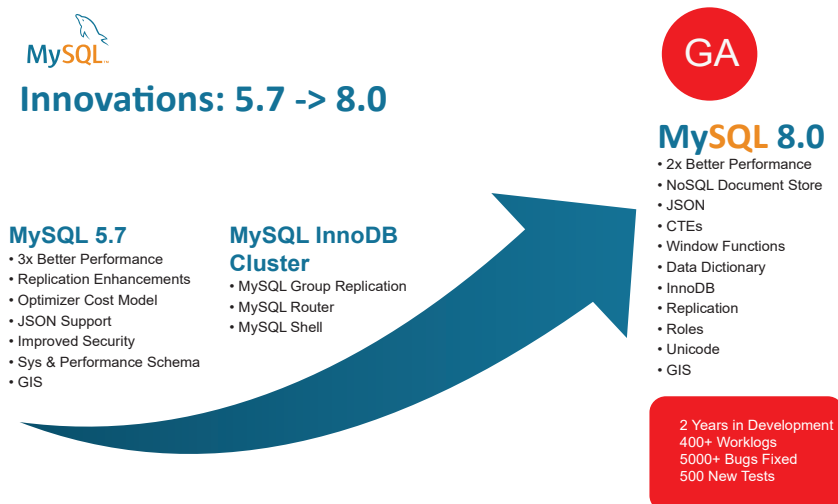 MySQL™
Innovations: 5.7 -> 8.0
MySQL 5.7
• 3x Better Performance
• Replication Enhancements
• Optimizer Cost Model
• JSON Support
• Improved Security
• Sys & Performance Schema
• GIS
MySQL InnoDB
Cluster
• MySQL Group Replication
• MySQL Router
• MySQL Shell
GA
MySQL 8.0
• 2x Better Performance
• NoSQL Document Store
• JSON
• CTEs
• Window Functions
• Data Dictionary
• InnoDB
• Replication
• Roles
• Unicode
• GIS
2 Years in Development
400+ Worklogs
5000+ Bugs Fixed
500 New Tests